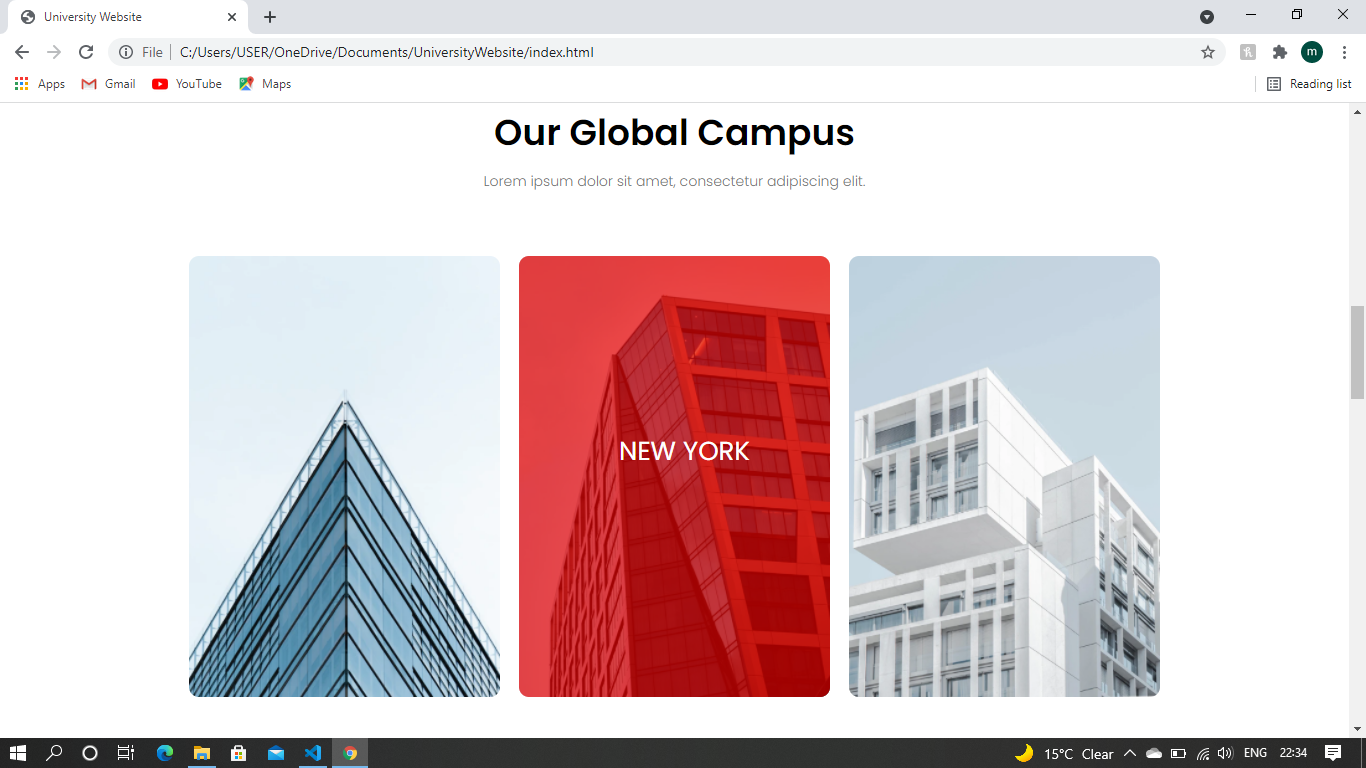 University Website
File C:/Users/USER/OneDrive/Documents/UniversityWebsite/index.html
m
Apps Gmail YouTube Maps Reading list
Our Global Campus
Lorem ipsum dolor sit amet, consectetur adipiscing elit.
NEW YORK
15°C Clear ENG 22:34